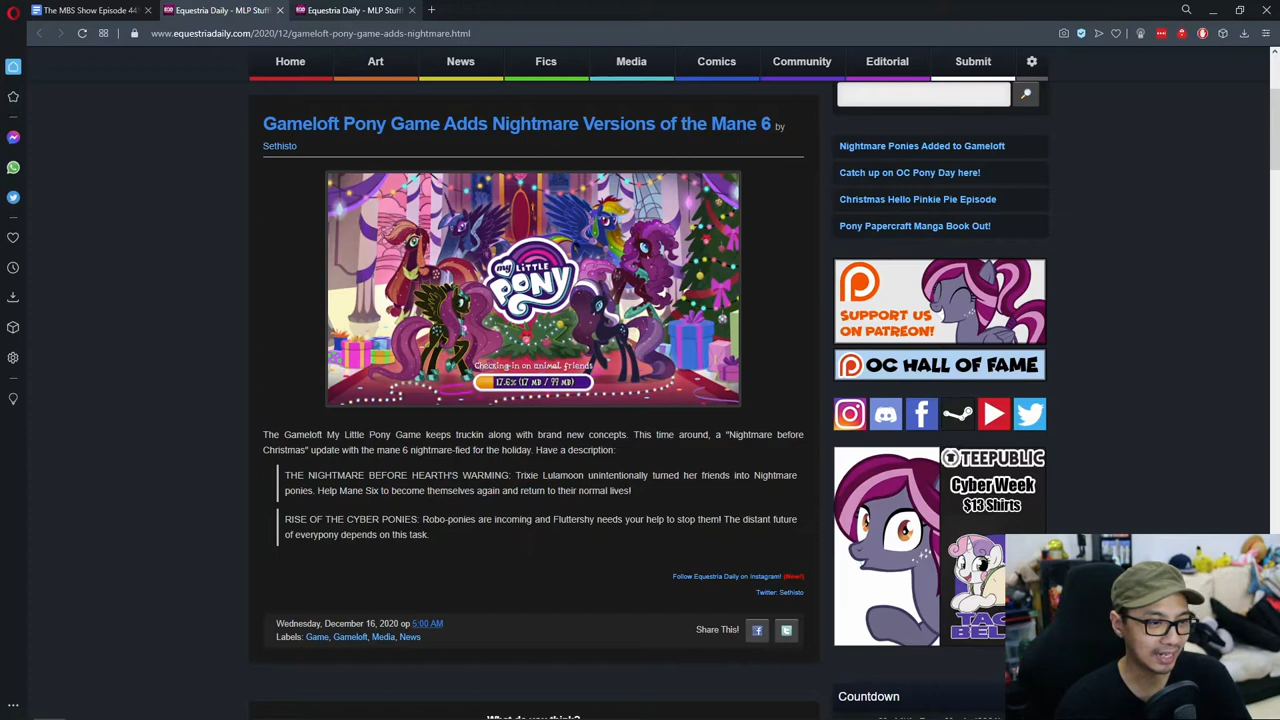 The MBS Show Episode 44
Equestria Daily - MLP Stuff
Equestria Daily - MLP Stuff!
www.equestriadaily.com/2020/12/gameloft-pony-game-adds-nightmare.html
Home
Art
News
Fics
Media
Comics
Community
Editorial
Submit
Gameloft Pony Game Adds Nightmare Versions of the Mane 6 by
Sethisto
my LiTTLE
PONY
Checking-in on animal friends
17.6% (17 MB / 99 MB)
The Gameloft My Little Pony Game keeps truckin along with brand new concepts. This time around, a "Nightmare before
Christmas" update with the mane 6 nightmare-fied for the holiday. Have a description:
THE NIGHTMARE BEFORE HEARTH'S WARMING: Trixie Lulamoon unintentionally turned her friends into Nightmare
ponies. Help Mane Six to become themselves again and return to their normal lives!
RISE OF THE CYBER PONIES: Robo-ponies are incoming and Fluttershy needs your help to stop them! The distant future
of everypony depends on this task.
Follow Equestria Daily on Instagram! (New!)
Twitter: Sethisto
Wednesday, December 16, 2020 op 5:00 AM
Labels: Game, Gameloft, Media, News
Share This!
What do you think?
Nightmare Ponies Added to Gameloft
Catch up on OC Pony Day here!
Christmas Hello Pinkie Pie Episode
Pony Papercraft Manga Book Out!
SUPPORT US
ON PATREON!
OC HALL OF FAME
TEEPUBLIC
Cyber Week
$13 Shirts
TAC
BEL
Countdown